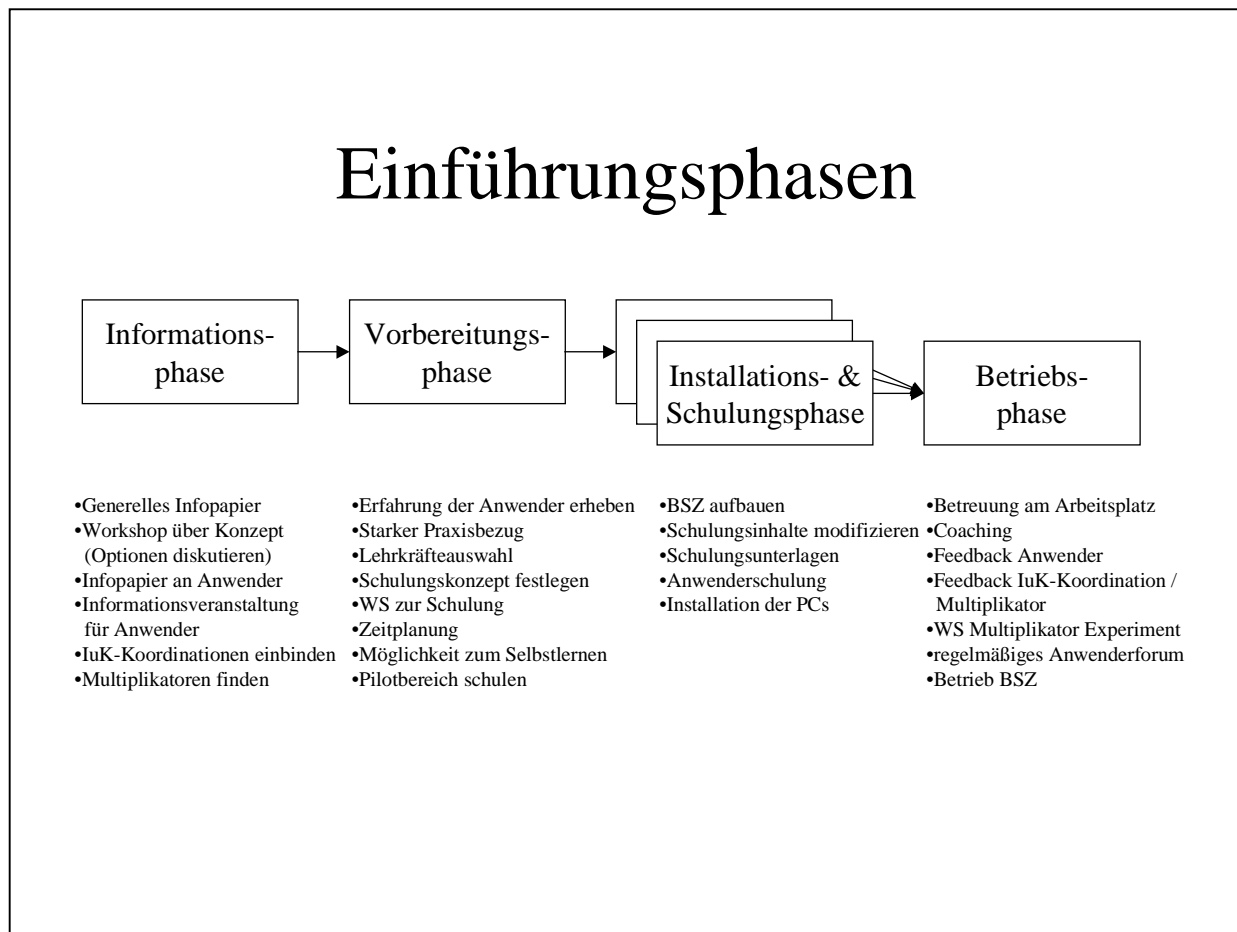 Einführungsphasen
Informations-
phase
Vorbereitungs-
phase
Installations- &
Schulungsphase
Betriebs-
phase
•Generelles Infopapier
•Workshop über Konzept
(Optionen diskutieren)
•Infopapier an Anwender
•Informationsveranstaltung
für Anwender
•IuK-Koordinationen einbinden
•Multiplikatoren finden
•Erfahrung der Anwender erheben
•Starker Praxisbezug
•Lehrkräfteauswahl
•Schulungskonzept festlegen
•WS zur Schulung
•Zeitplanung
•Möglichkeit zum Selbstlernen
•Pilotbereich schulen
•BSZ aufbauen
•Schulungsinhalte modifizieren
•Schulungsunterlagen
•Anwenderschulung
•Installation der PCs
•Betreuung am Arbeitsplatz
•Coaching
•Feedback Anwender
•Feedback IuK-Koordination /
Multiplikator
•WS Multiplikator Experiment
•regelmäßiges Anwenderforum
•Betrieb BSZ